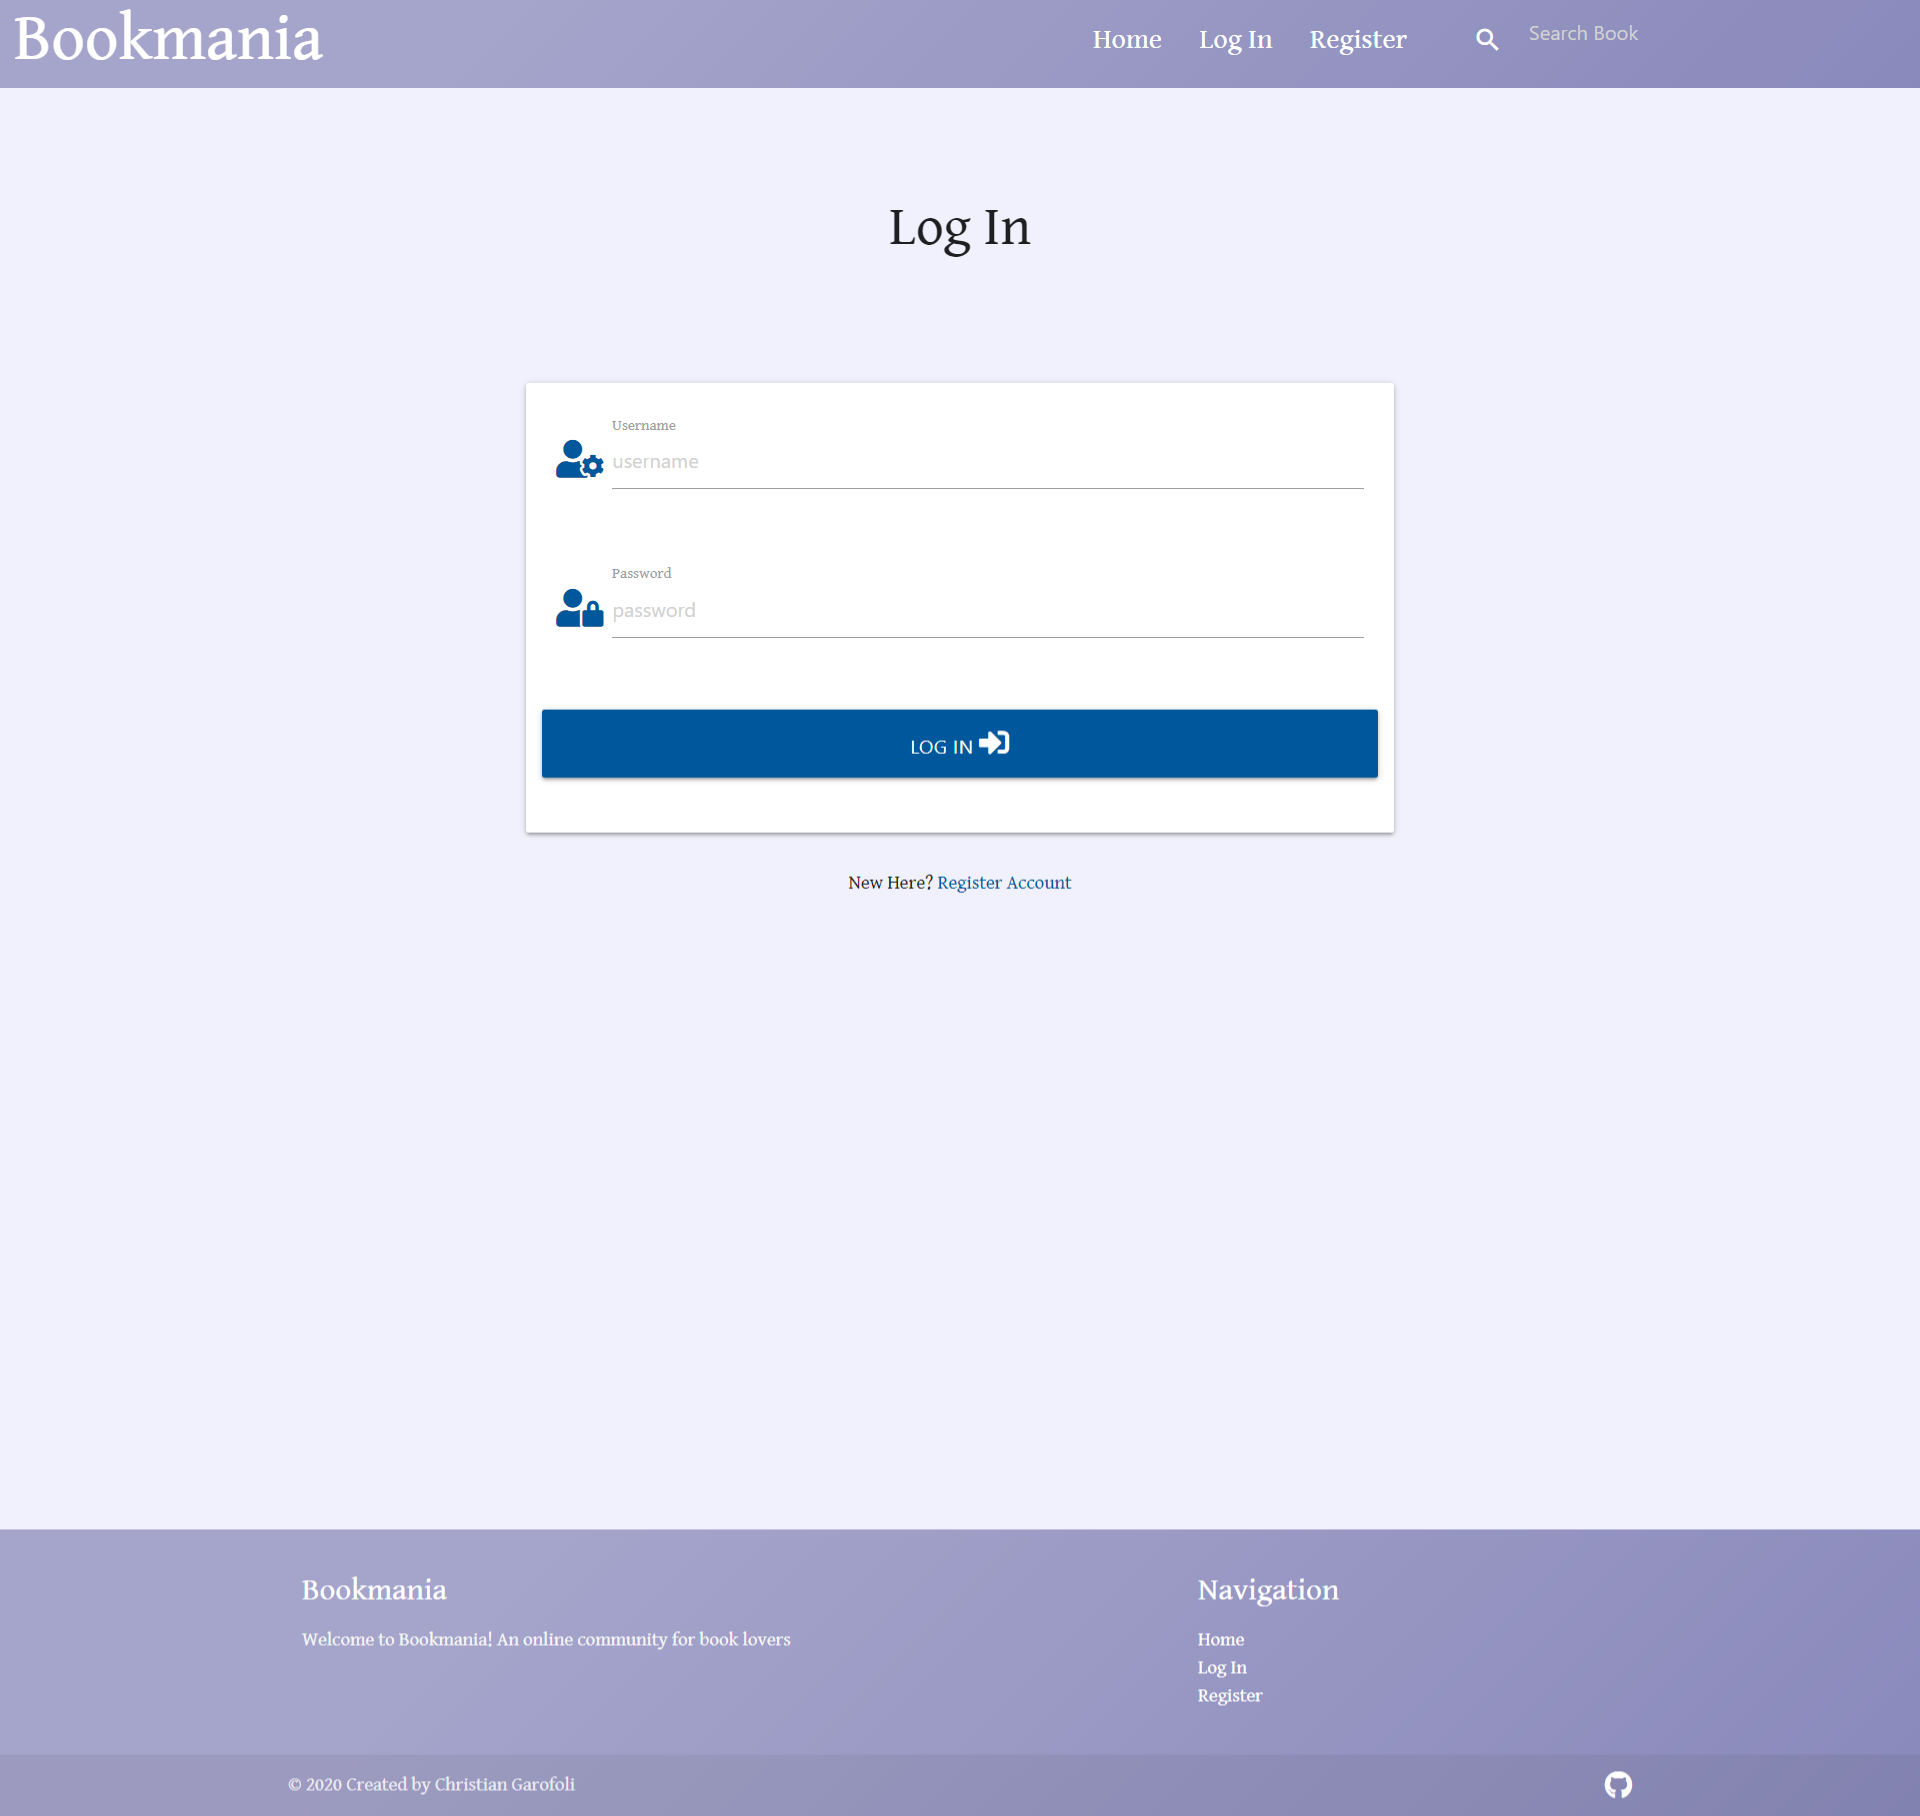 Bookmania
Home Log In Register Search Book
Log In
Username
username
Password
password
LOG IN
New Here? Register Account
Bookmania
Welcome to Bookmania! An online community for book lovers
Navigation
Home
Log In
Register
© 2020 Created by Christian Garofoli